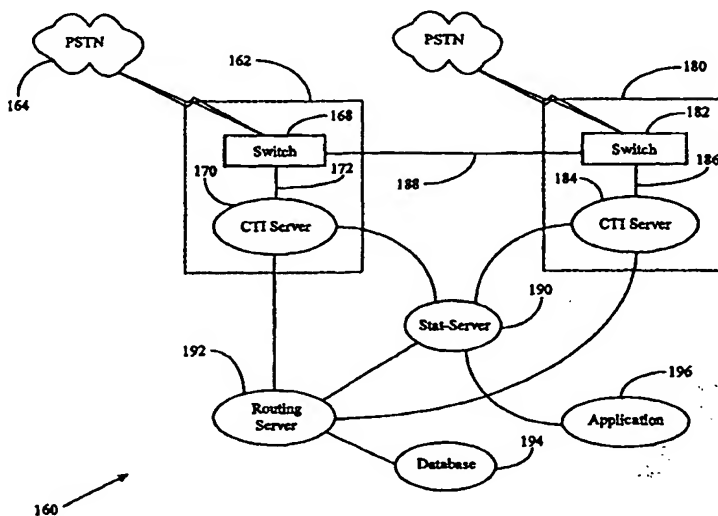 PSTN
PSTN
164
162
180
168
182
Switch
Switch
170
172
188
184
186
CTI Server
CTI Server
190
Stat-Server
192
196
Routing
Server
Application
194
Database
160